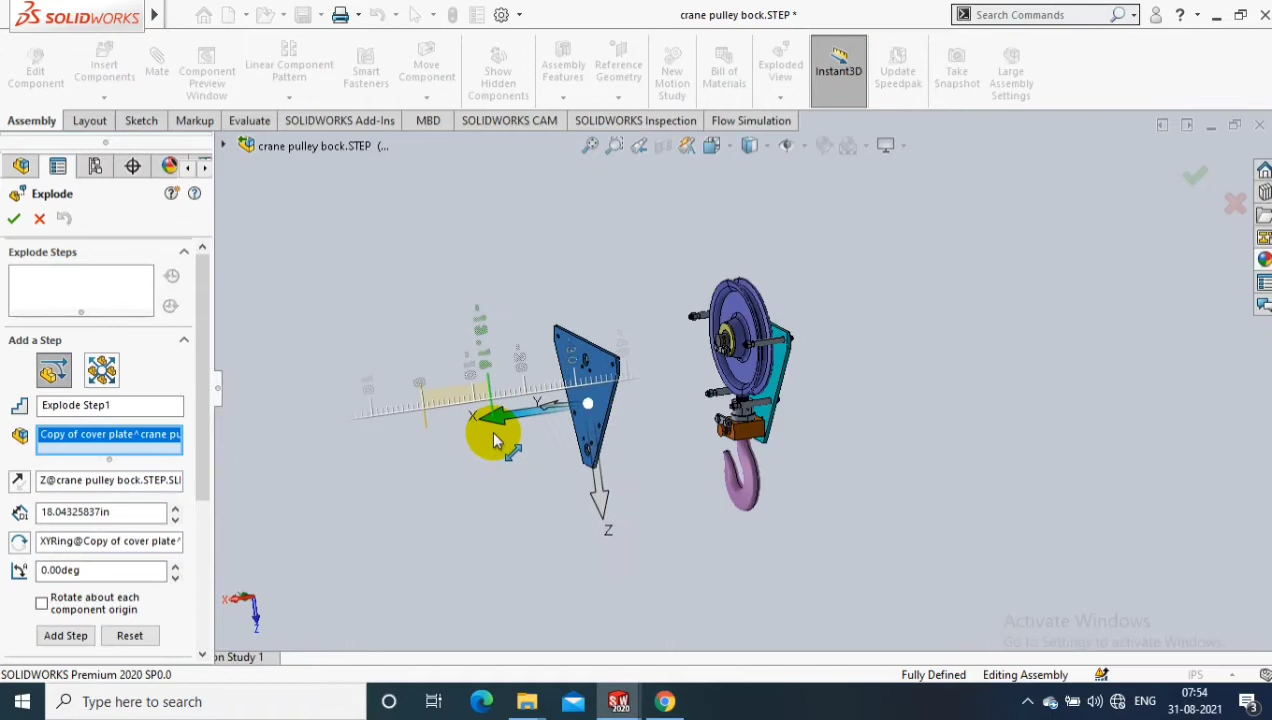 SOLIDWORKS
crane pulley bock.STEP *
Search Commands
Edit Component
Insert Components
Mate
Component Preview Window
Linear Component Pattern
Smart Fasteners
Move Component
Show Hidden Components
Assembly Features
Reference Geometry
New Motion Study
Bill of Materials
Exploded View
Instant3D
Update Speedpak
Take Snapshot
Large Assembly Settings
Assembly Layout Sketch Markup Evaluate SOLIDWORKS Add-Ins MBD SOLIDWORKS CAM SOLIDWORKS Inspection Flow Simulation
crane pulley bock.STEP (...
Explode
Explode Steps
Add a Step
Explode Step1
Copy of cover plate^crane pu
Z@crane pulley bock.STEP.SL
18.04325837in
XYRing@Copy of cover plate^
0.00deg
Rotate about each
component origin
Add Step Reset
X
Y
Z
X
Z
on Study 1
Activate Windows
Go to Settings to activate Windows.
SOLIDWORKS Premium 2020 SP0.0
Fully Defined Editing Assembly IPS
Type here to search
SW
2020
ENG
07:54
31-08-2021
3